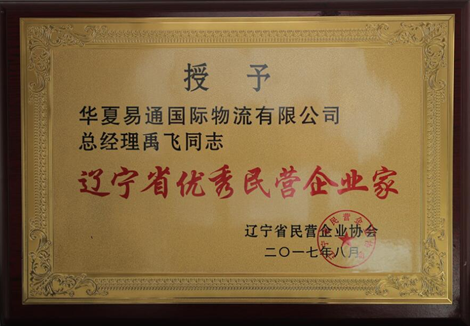 授予
华夏易通国际物流有限公司
总经理禹飞同志
辽宁省优秀民营企业家
辽宁省民营企业协会
二〇一七年八月